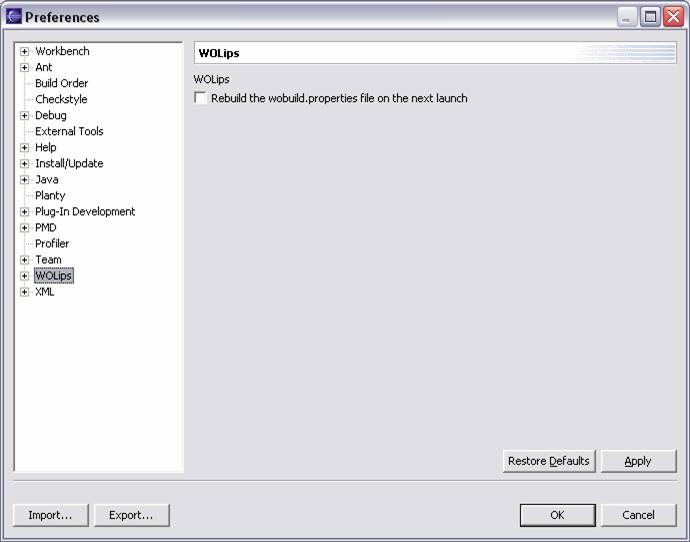 Preferences
Workbench
Ant
Build Order
Checkstyle
Debug
External Tools
Help
Install/Update
Java
Planty
Plug-In Development
PMD
Profiler
Team
WOLips
XML
WOLips
WOLips
Rebuild the wobuild.properties file on the next launch
Restore Defaults Apply
Import... Export... OK Cancel